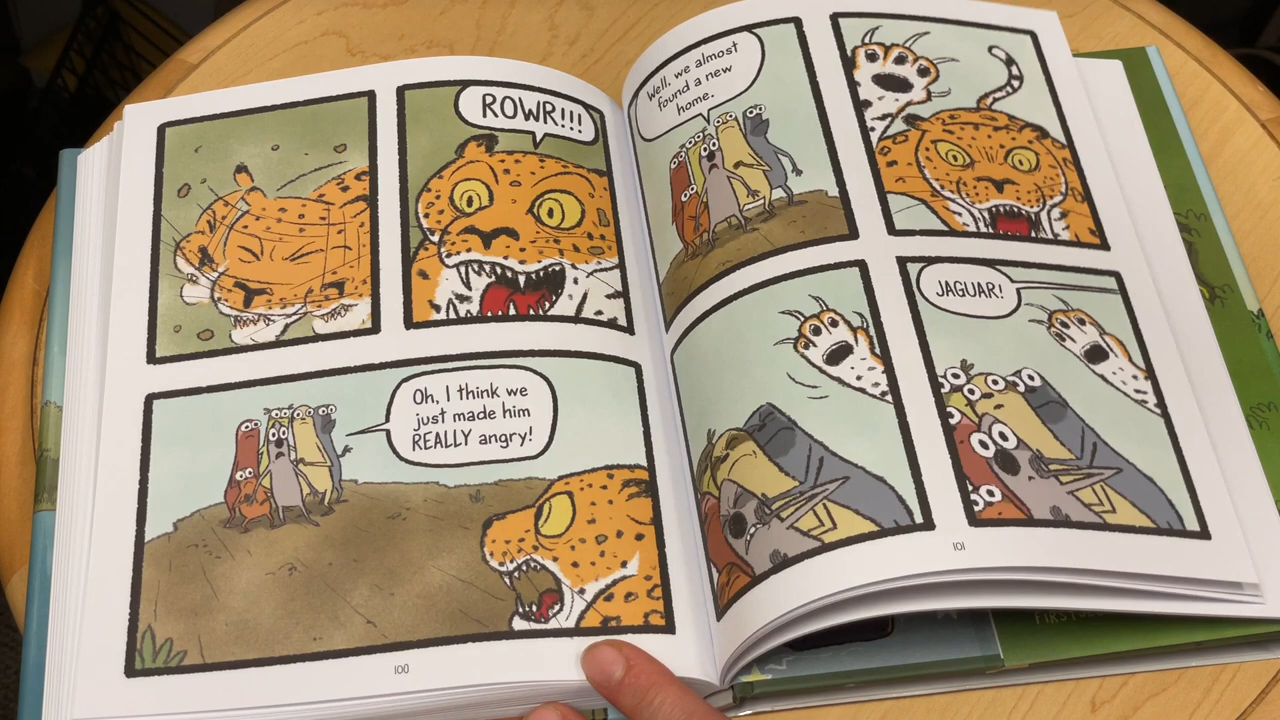 ROWR!!!
Oh, I think we
just made him
REALLY angry!
100
Well, we almost
found a new
home.
JAGUAR!
101